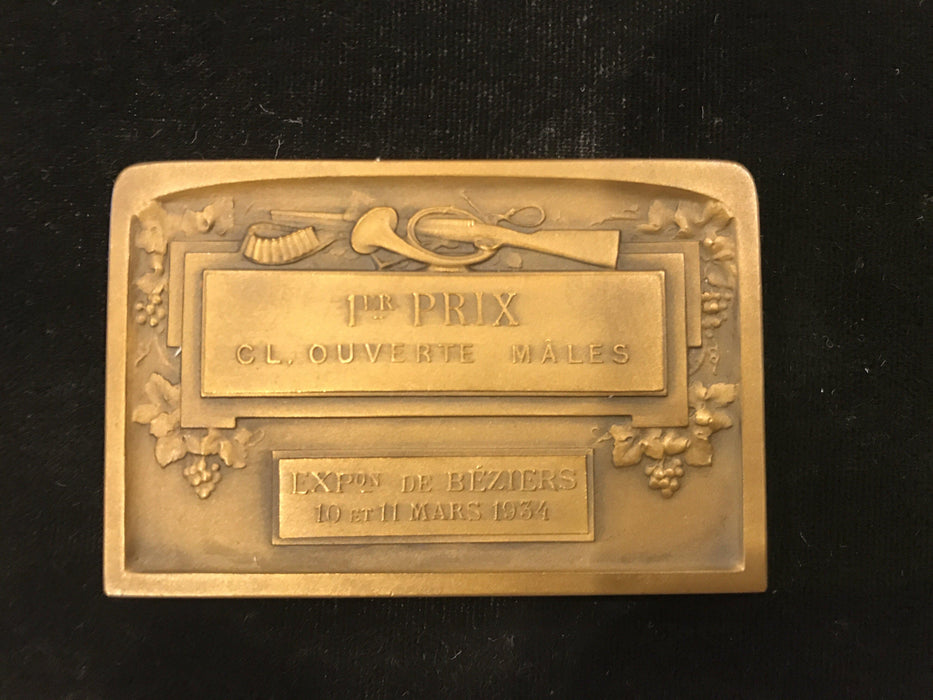 1ER PRIX
CL. OUVERTE MÂLES
EXPON DE BÉZIERS
10 ET 11 MARS 1934